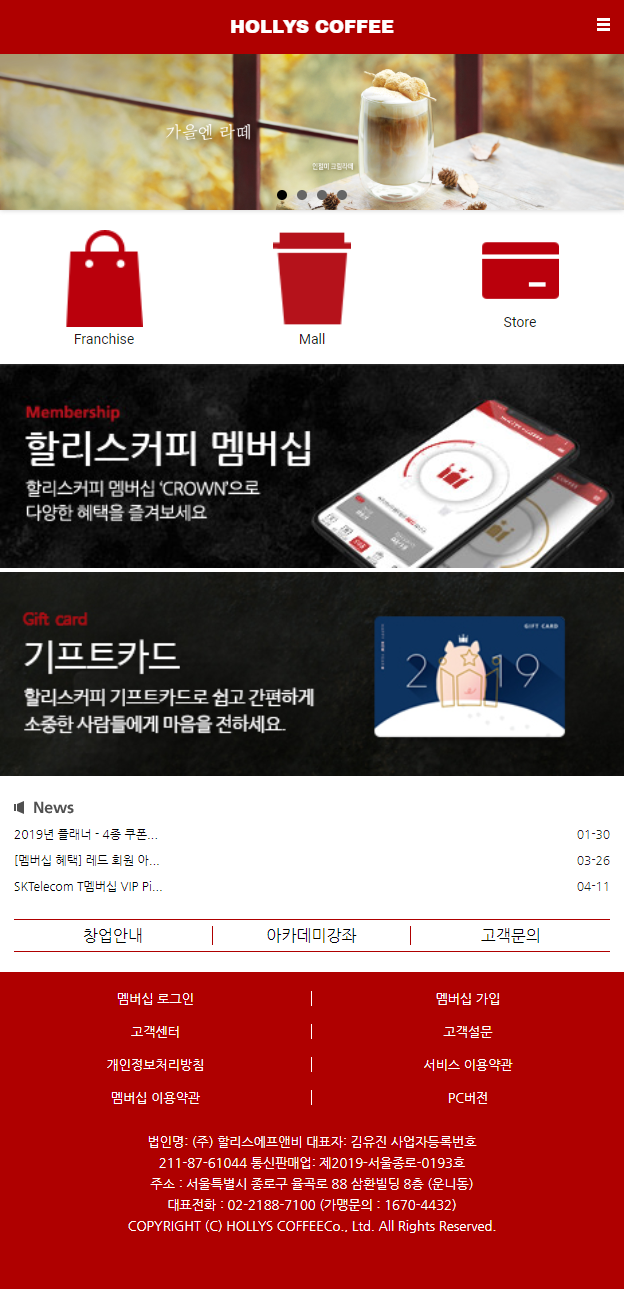 HOLLYS COFFEE
가을엔 라떼
인절미 크림라떼
Franchise
Mall
Store
Membership
할리스커피 멤버십
할리스커피 멤버십 ‘CROWN’으로
다양한 혜택을 즐겨보세요
Gift card
기프트카드
할리스커피 기프트카드로 쉽고 간편하게
소중한 사람들에게 마음을 전하세요.
GIFT CARD
2 19
News
2019년 플래너 - 4종 쿠폰... 01-30
[멤버십 혜택] 레드 회원 아... 03-26
SKTelecom T멤버십 VIP Pi... 04-11
창업안내 아카데미강좌 고객문의
멤버십 로그인 멤버십 가입
고객센터 고객설문
개인정보처리방침 서비스 이용약관
멤버십 이용약관 PC버전
법인명: (주) 할리스에프앤비 대표자: 김유진 사업자등록번호
211-87-61044 통신판매업: 제2019-서울종로-0193호
주소 : 서울특별시 종로구 율곡로 88 삼환빌딩 8층 (운니동)
대표전화 : 02-2188-7100 (가맹문의 : 1670-4432)
COPYRIGHT (C) HOLLYS COFFEECo., Ltd. All Rights Reserved.